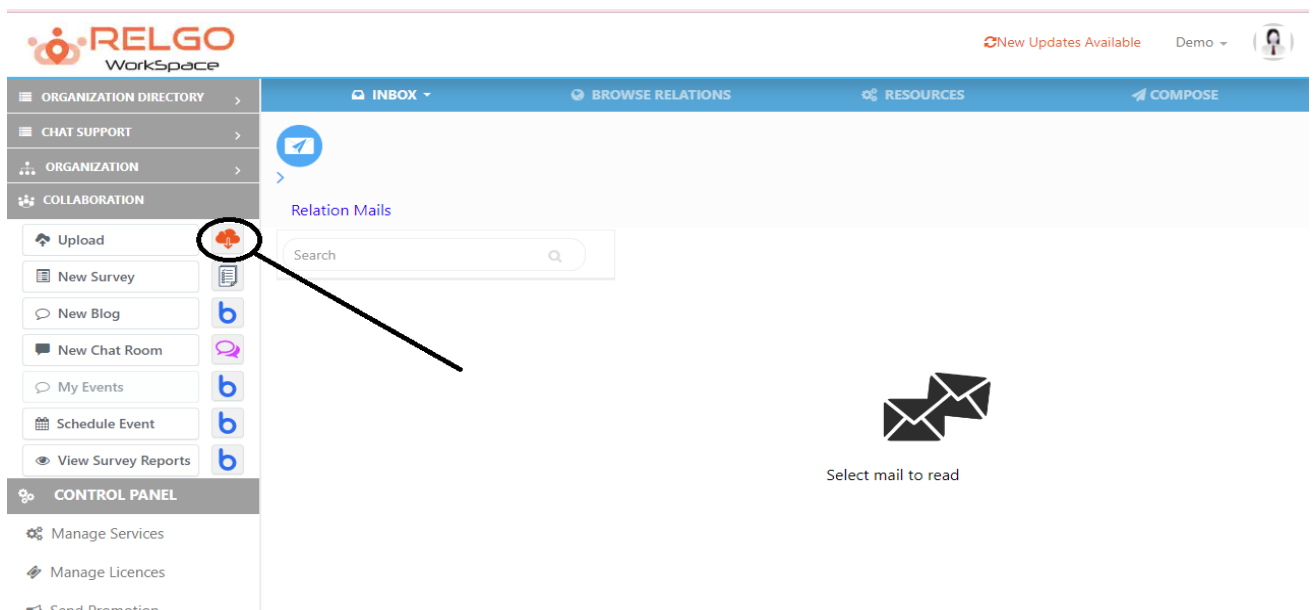 RELGO
WorkSpace
New Updates Available
Demo
ORGANIZATION DIRECTORY
INBOX
BROWSE RELATIONS
RESOURCES
COMPOSE
CHAT SUPPORT
ORGANIZATION
COLLABORATION
Relation Mails
Upload
Search
New Survey
New Blog
New Chat Room
My Events
Schedule Event
View Survey Reports
Select mail to read
CONTROL PANEL
Manage Services
Manage Licences
Send Promotion